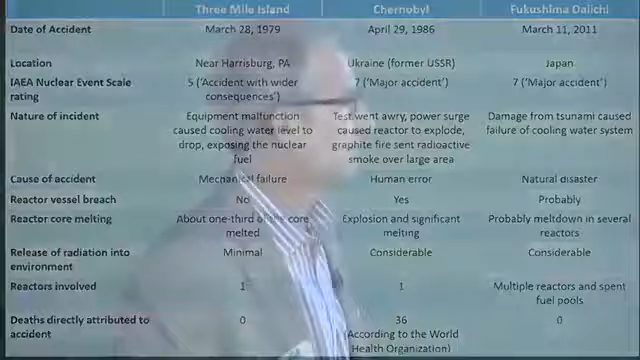 Three Mile Island Chernobyl Fukushima Daiichi
Date of Accident March 28, 1979 April 29, 1986 March 11, 2011
Location Near Harrisburg, PA Ukraine (former USSR) Japan
IAEA Nuclear Event Scale 5 ('Accident with wider 7 ('Major accident') 7 ('Major accident')
rating consequences')
Nature of incident Equipment malfunction Test went awry, power surge Damage from tsunami caused
caused cooling water level to caused reactor to explode, failure of cooling water system
drop, exposing the nuclear graphite fire sent radioactive
fuel smoke over large area
Cause of accident Mechanical failure Human error Natural disaster
Reactor vessel breach No Yes Probably
Reactor core melting About one-third of the core Explosion and significant Probably meltdown in several
melted melting reactors
Release of radiation into Minimal Considerable Considerable
environment
Reactors involved 1 1 Multiple reactors and spent
fuel pools
Deaths directly attributed to 0 36 0
accident (According to the World
Health Organization)